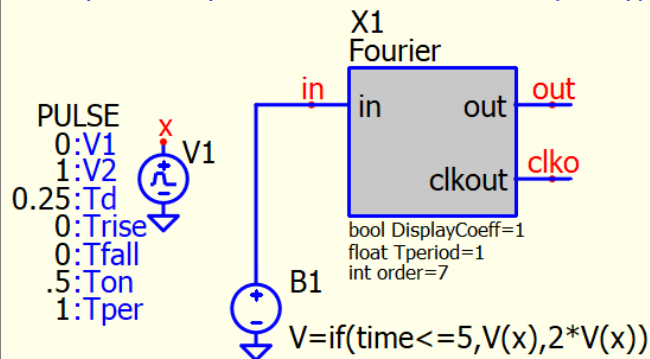 X1
Fourier
in
in
out
out
clkout
clko
bool DisplayCoeff=1
float Tperiod=1
int order=7
PULSE
0:V1
1:V2
0.25:Td
0:Trise
0:Tfall
.5:Ton
1:Tper
x
V1
B1
V=if(time<=5,V(x),2*V(x))